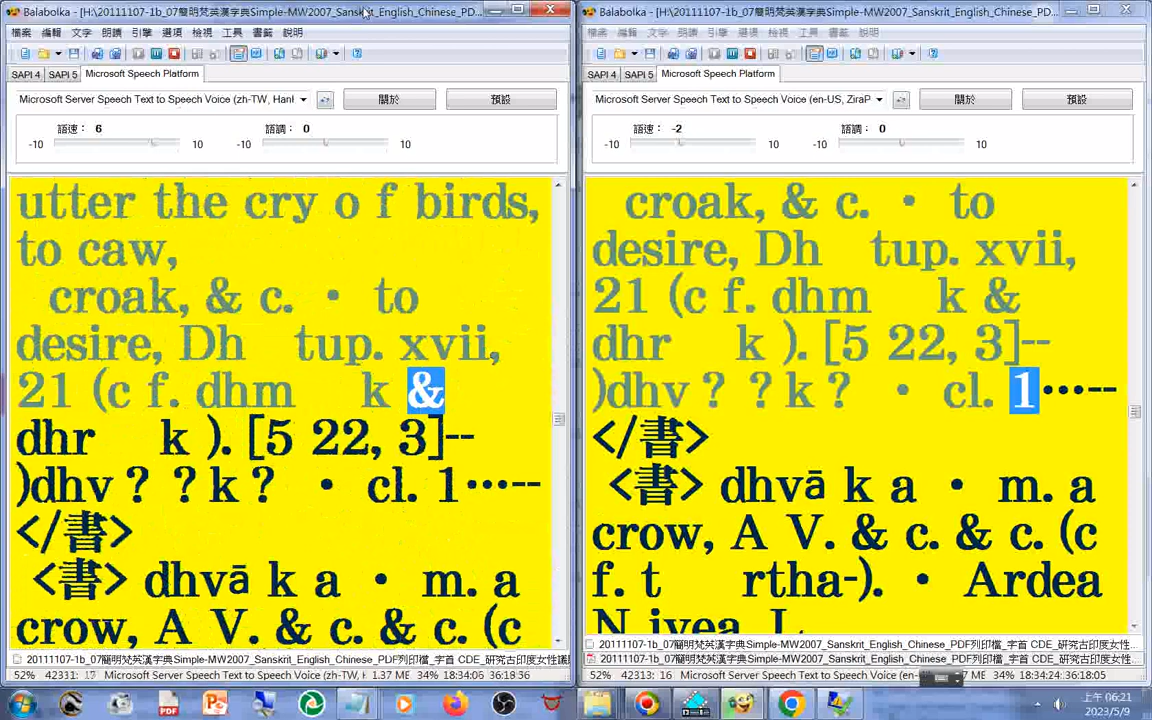 Balabolka - [H:\20111107-1b_07簡明梵英漢字典Simple-MW2007_Sanskrit_English_Chinese_PD...
檔案 編輯 文字 朗讀 引擎 選項 檢視 工具 書籤 說明
SAPI 4 SAPI 5 Microsoft Speech Platform
Microsoft Server Speech Text to Speech Voice (zh-TW, Hanl
關於 預設
語速： 6 語調： 0
-10 10 -10 10
utter the cry o f birds,
to caw,
croak, & c. • to
desire, Dh tup. xvii,
21 (c f. dhm k &
dhr k ). [5 22, 3]--
)dhv ? ? k ? • cl. 1•••--
</書>
<書> dhvā k a • m. a
crow, A V. & c. & c. (c
20111107-1b_07簡明梵英漢字典Simple-MW2007_Sanskrit_English_Chinese_PDF列印檔_字首 CDE_研究古印度女性議
52% 42331: 17 Microsoft Speech Platform Microsoft Server Speech Text to Speech Voice (zh-TW, 1.37 ME 34% 18:34:06 36:18:36
Balabolka - [H:\20111107-1b_07簡明梵英漢字典Simple-MW2007_Sanskrit_English_Chinese_PD...
檔案 編輯 文字 朗讀 引擎 選項 檢視 工具 書籤 說明
SAPI 4 SAPI 5 Microsoft Speech Platform
Microsoft Server Speech Text to Speech Voice (en-US, ZiraP
關於 預設
語速： -2 語調： 0
-10 10 -10 10
croak, & c. • to
desire, Dh tup. xvii,
21 (c f. dhm k &
dhr k ). [5 22, 3]--
)dhv ? ? k ? • cl. 1•••--
</書>
<書> dhvā k a • m. a
crow, A V. & c. & c. (c
f. t rtha-). • Ardea
N ivea, L
20111107-1b_07簡明梵英漢字典Simple-MW2007_Sanskrit_English_Chinese_PDF列印檔_字首 CDE_研究古印度女性
20111107-1b_07簡明梵英漢字典Simple-MW2007_Sanskrit_English_Chinese_PDF列印檔_字首 CDE_研究古印度女性
52% 42313: 16 Microsoft Speech Platform Microsoft Server Speech Text to Speech Voice (en-U ME 34% 18:34:24 36:18:05
PDF
上午 06:21
2023/5/9